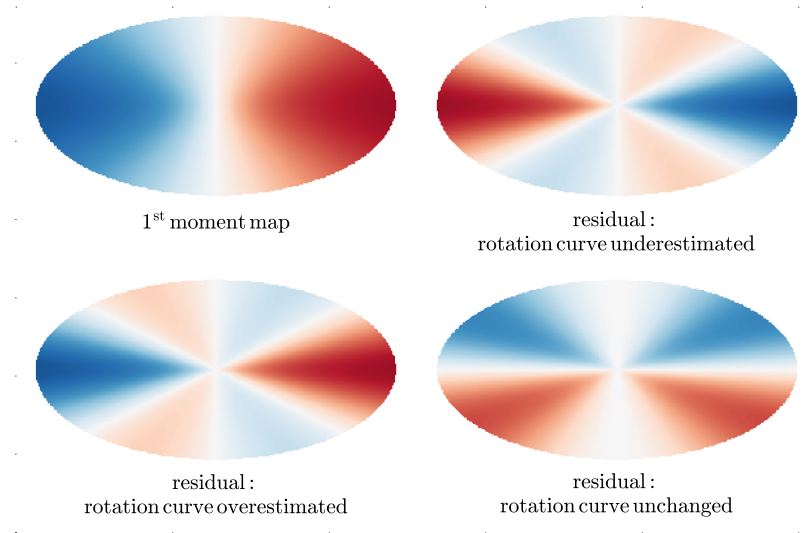 1st moment map
residual :
rotation curve underestimated
residual :
rotation curve overestimated
residual :
rotation curve unchanged